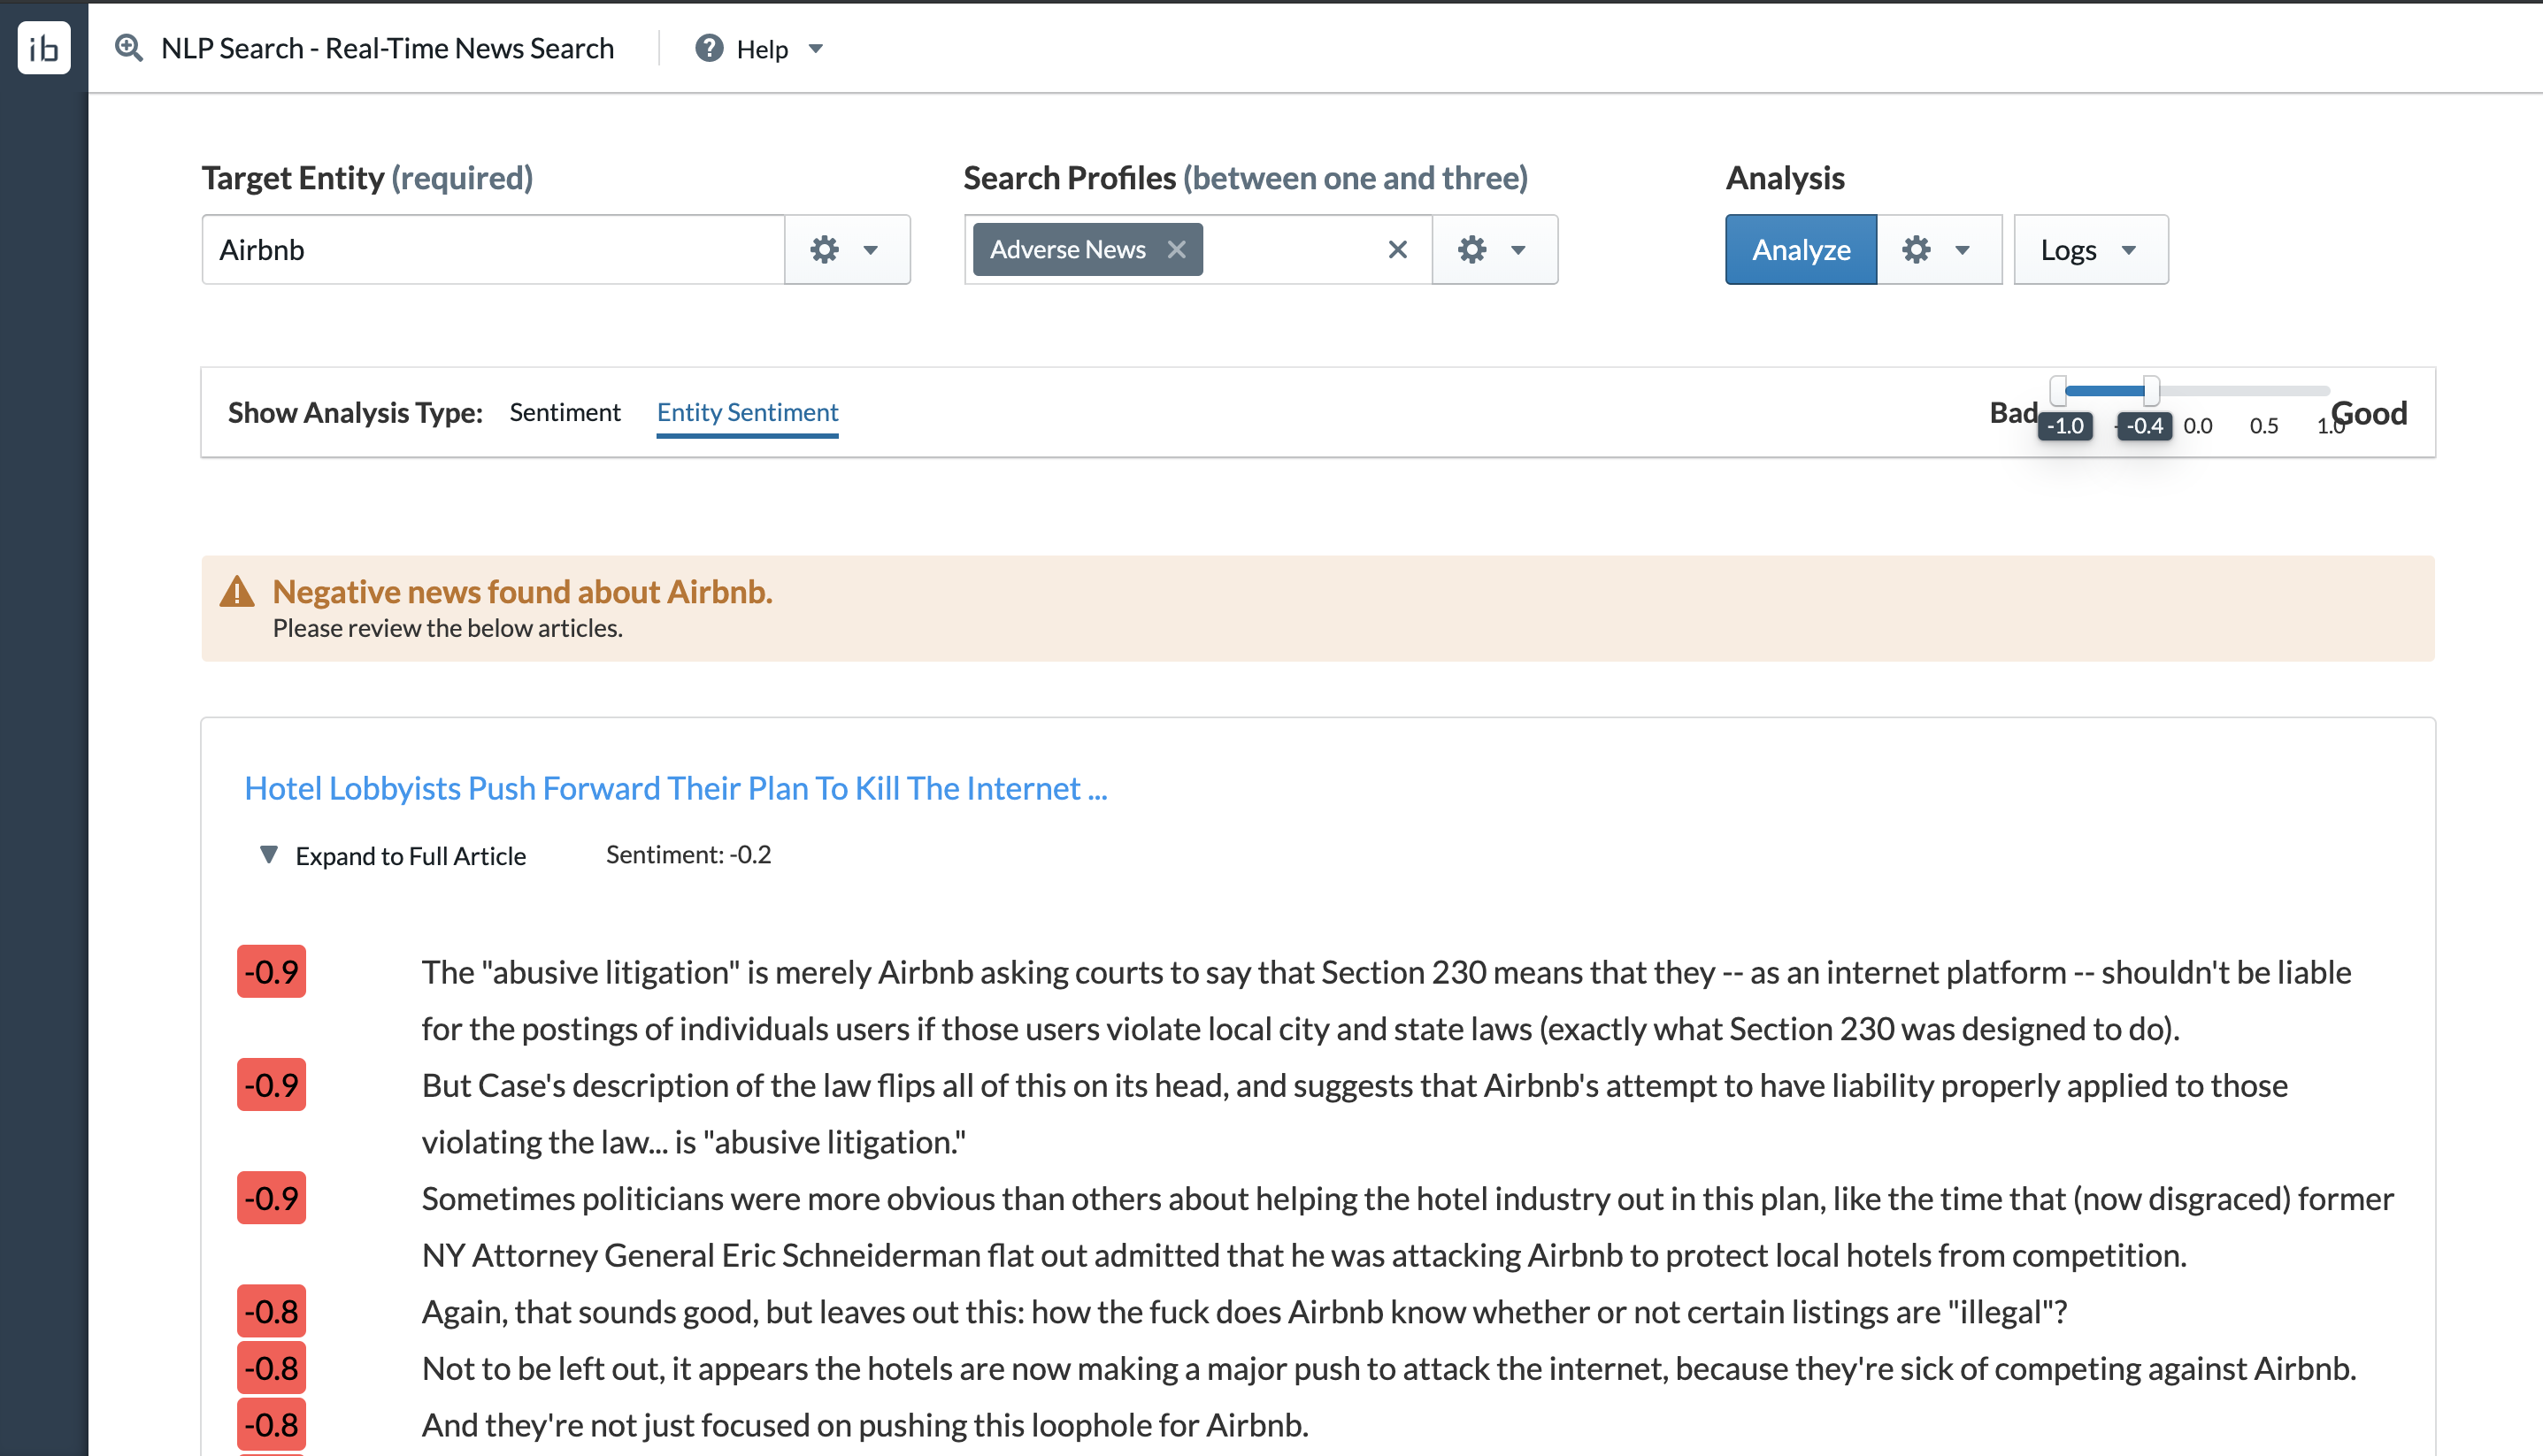 ib NLP Search - Real-Time News Search Help
Target Entity (required) Search Profiles (between one and three) Analysis
Airbnb Adverse News Analyze Logs
Show Analysis Type: Sentiment Entity Sentiment Bad Good
-1.0 -0.4 0.0 0.5 1.0
Negative news found about Airbnb.
Please review the below articles.
Hotel Lobbyists Push Forward Their Plan To Kill The Internet ...
Expand to Full Article Sentiment: -0.2
-0.9 The "abusive litigation" is merely Airbnb asking courts to say that Section 230 means that they -- as an internet platform -- shouldn't be liable
for the postings of individuals users if those users violate local city and state laws (exactly what Section 230 was designed to do).
-0.9 But Case's description of the law flips all of this on its head, and suggests that Airbnb's attempt to have liability properly applied to those
violating the law... is "abusive litigation."
-0.9 Sometimes politicians were more obvious than others about helping the hotel industry out in this plan, like the time that (now disgraced) former
NY Attorney General Eric Schneiderman flat out admitted that he was attacking Airbnb to protect local hotels from competition.
-0.8 Again, that sounds good, but leaves out this: how the fuck does Airbnb know whether or not certain listings are "illegal"?
-0.8 Not to be left out, it appears the hotels are now making a major push to attack the internet, because they're sick of competing against Airbnb.
-0.8 And they're not just focused on pushing this loophole for Airbnb.